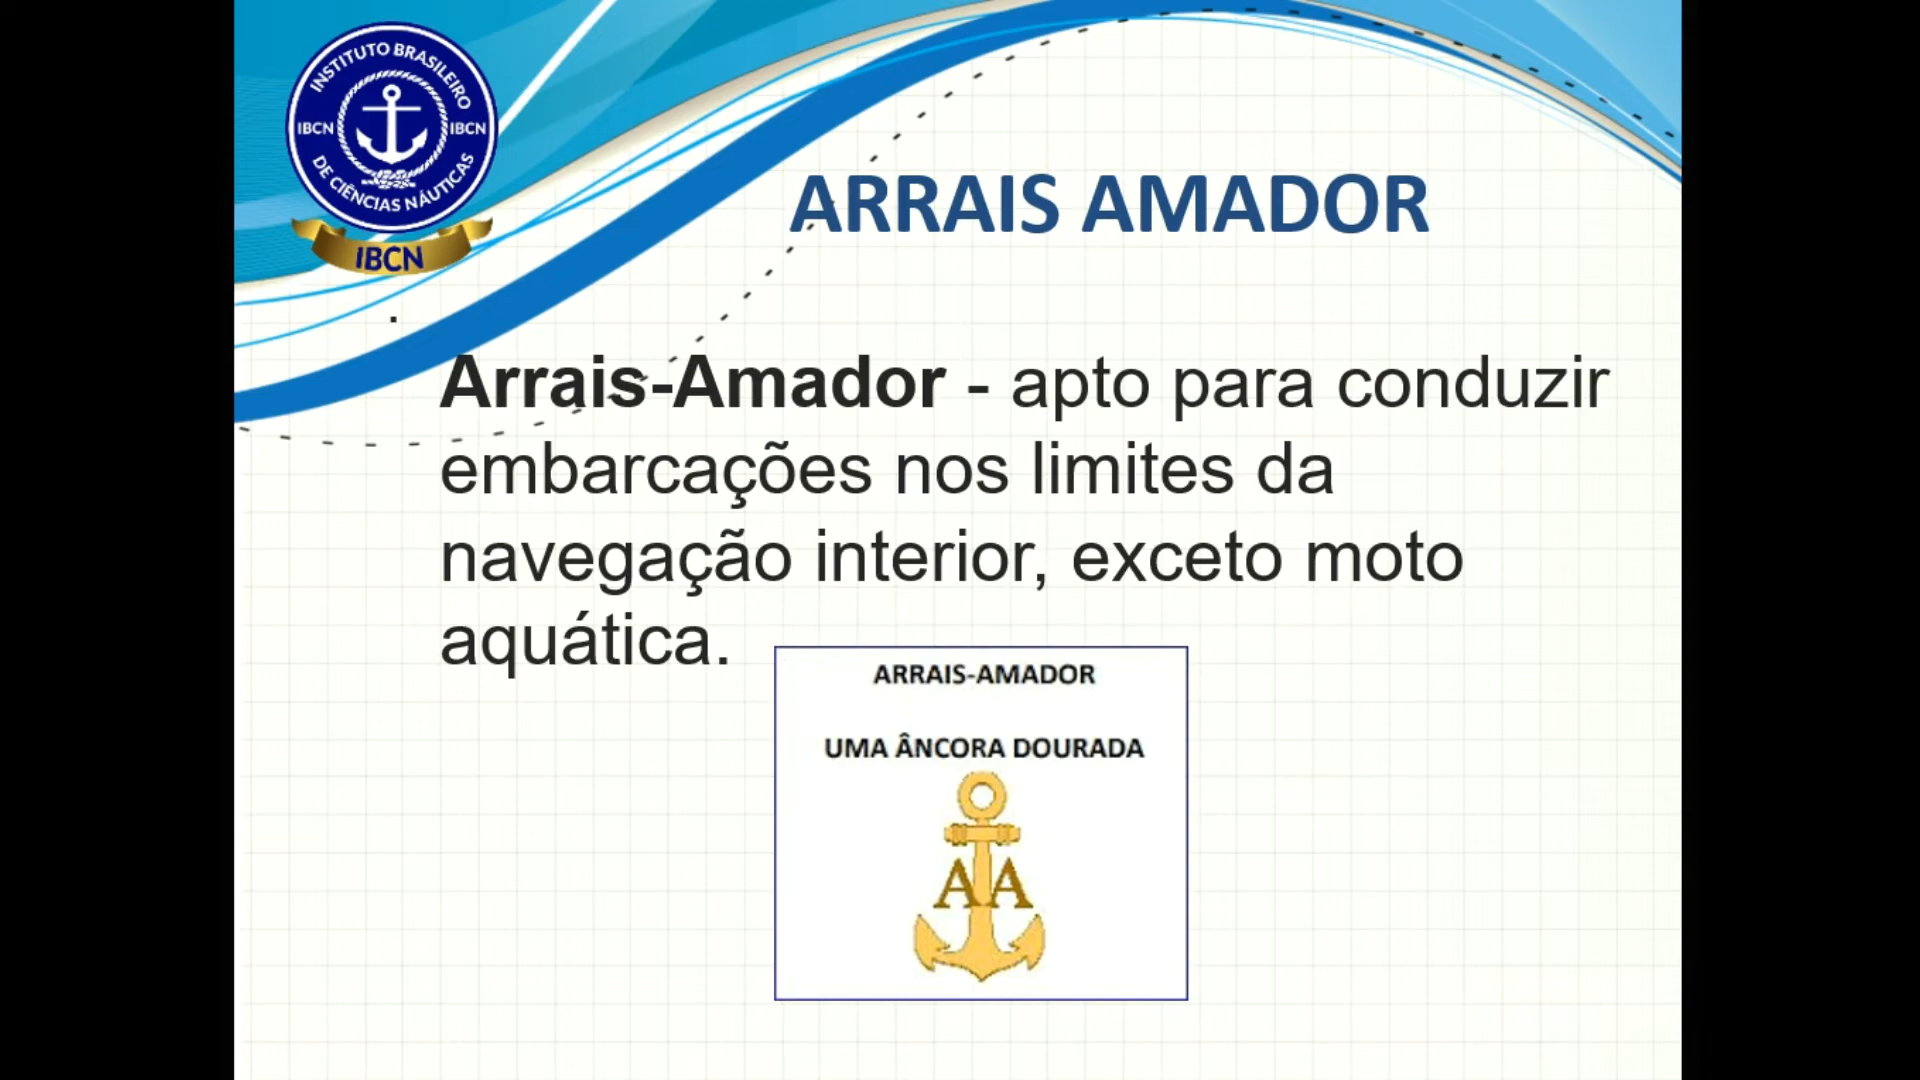 INSTITUTO BRASILEIRO
IBCN IBCN
DE CIÊNCIAS NÁUTICAS
IBCN
ARRAIS AMADOR
.
Arrais-Amador - apto para conduzir
embarcações nos limites da
navegação interior, exceto moto
aquática.
ARRAIS-AMADOR
UMA ÂNCORA DOURADA
AA